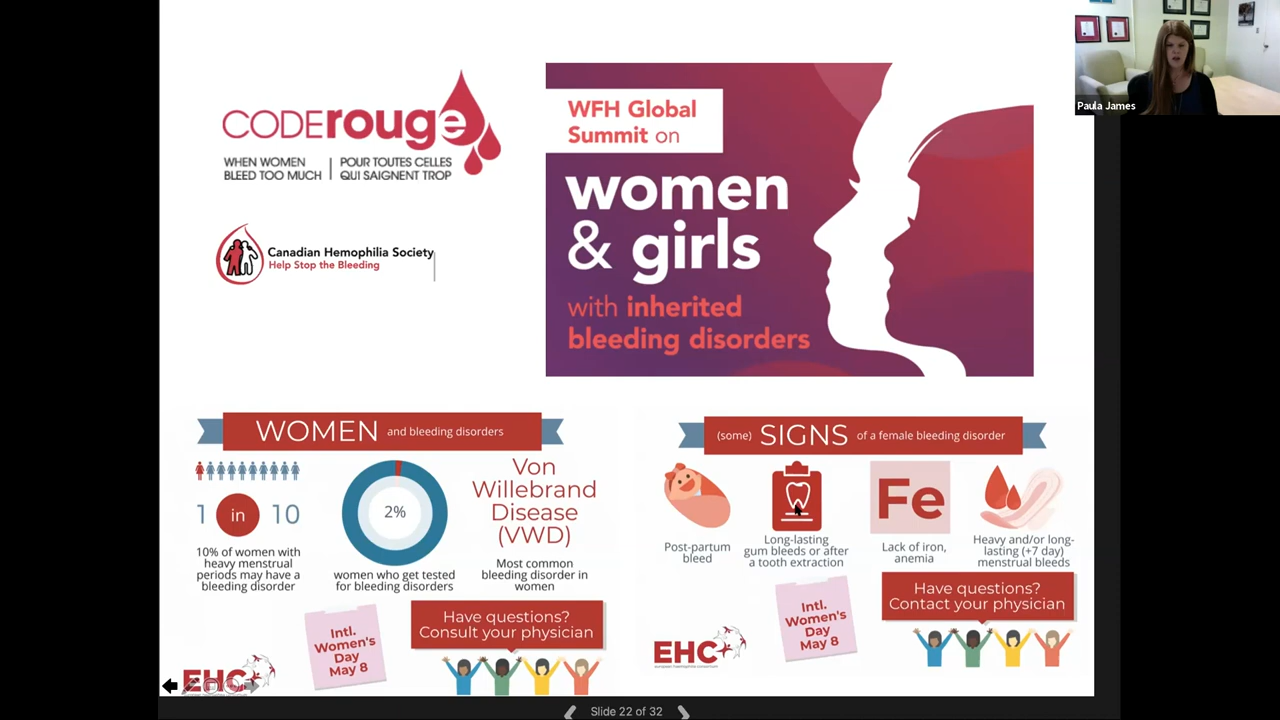 Paula James
CODErouge
WHEN WOMEN
BLEED TOO MUCH
POUR TOUTES CELLES
QUI SAIGNENT TROP
Canadian Hemophilia Society
Help Stop the Bleeding
WFH Global
Summit on
women
& girls
with inherited
bleeding disorders
WOMEN and bleeding disorders
1 in 10
10% of women with
heavy menstrual
periods may have a
bleeding disorder
2%
women who get tested
for bleeding disorders
Von
Willebrand
Disease
(VWD)
Most common
bleeding disorder in
women
Intl.
Women's
Day
May 8
Have questions?
Consult your physician
EHC
(some) SIGNS of a female bleeding disorder
Post-partum
bleed
Long-lasting
gum bleeds or after
a tooth extraction
Fe
Lack of iron,
anemia
Heavy and/or long-
lasting (+7 day)
menstrual bleeds
Intl.
Women's
Day
May 8
Have questions?
Contact your physician
EHC
european haemophilia consortium
Slide 22 of 32